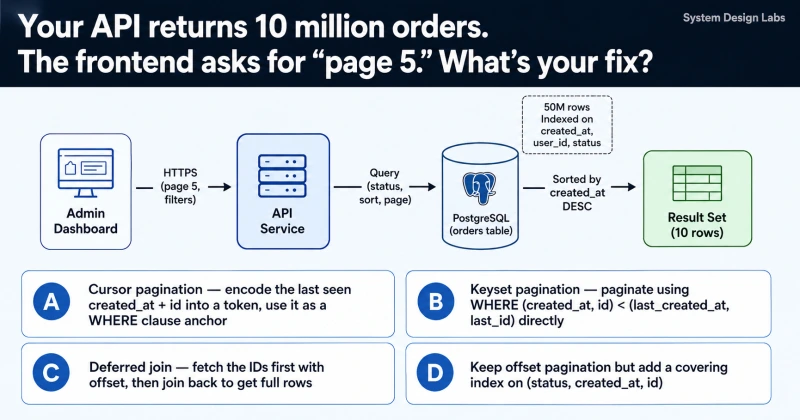 Your API returns 10 million orders.
The frontend asks for “page 5.” What’s your fix?
System Design Labs
Admin
Dashboard
HTTPS
(page 5,
filters)
API
Service
Query
(status,
sort, page)
50M rows
Indexed on
created_at,
user_id, status
PostgreSQL
(orders table)
Sorted by
created_at
DESC
Result Set
(10 rows)
A
Cursor pagination — encode the last seen
created_at + id into a token, use it as a
WHERE clause anchor
B
Keyset pagination — paginate using
WHERE (created_at, id) < (last_created_at,
last_id) directly
C
Deferred join — fetch the IDs first with
offset, then join back to get full rows
D
Keep offset pagination but add a covering
index on (status, created_at, id)